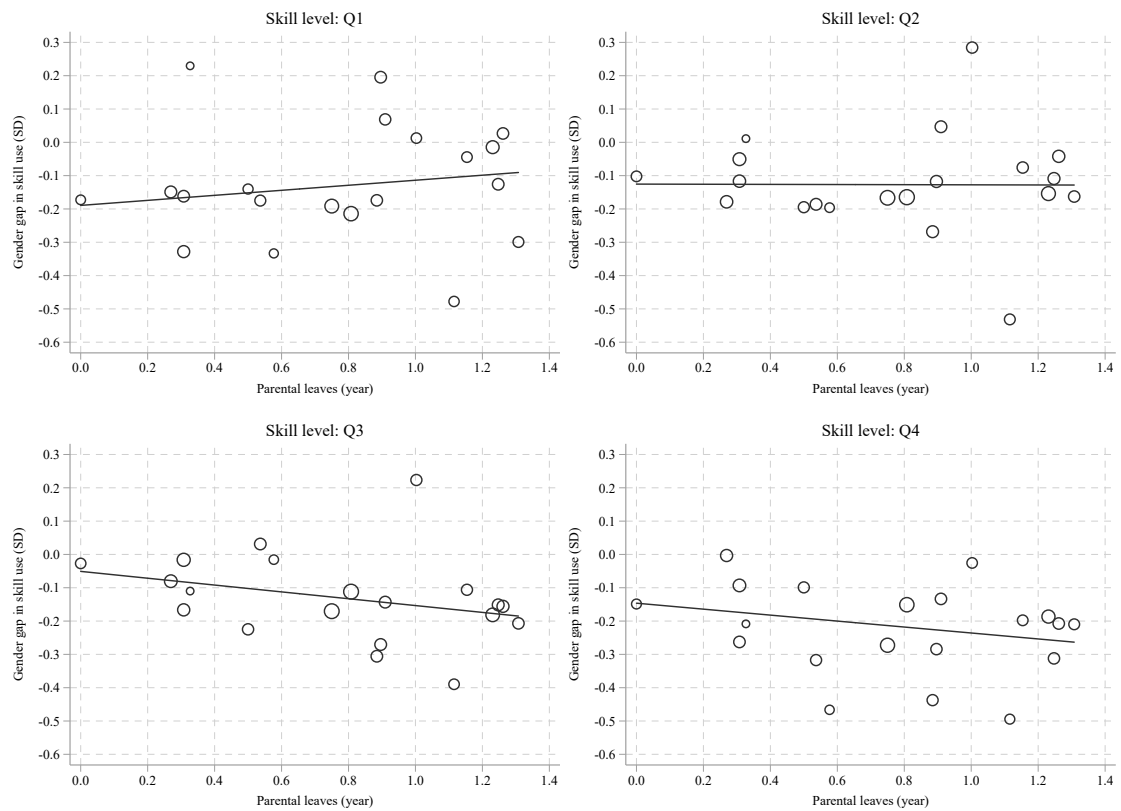 Skill level: Q1
Gender gap in skill use (SD)
0.3
0.2
0.1
0.0
-0.1
-0.2
-0.3
-0.4
-0.5
-0.6
0.0 0.2 0.4 0.6 0.8 1.0 1.2 1.4
Parental leaves (year)
Skill level: Q2
Gender gap in skill use (SD)
0.3
0.2
0.1
0.0
-0.1
-0.2
-0.3
-0.4
-0.5
-0.6
0.0 0.2 0.4 0.6 0.8 1.0 1.2 1.4
Parental leaves (year)
Skill level: Q3
Gender gap in skill use (SD)
0.3
0.2
0.1
0.0
-0.1
-0.2
-0.3
-0.4
-0.5
-0.6
0.0 0.2 0.4 0.6 0.8 1.0 1.2 1.4
Parental leaves (year)
Skill level: Q4
Gender gap in skill use (SD)
0.3
0.2
0.1
0.0
-0.1
-0.2
-0.3
-0.4
-0.5
-0.6
0.0 0.2 0.4 0.6 0.8 1.0 1.2 1.4
Parental leaves (year)